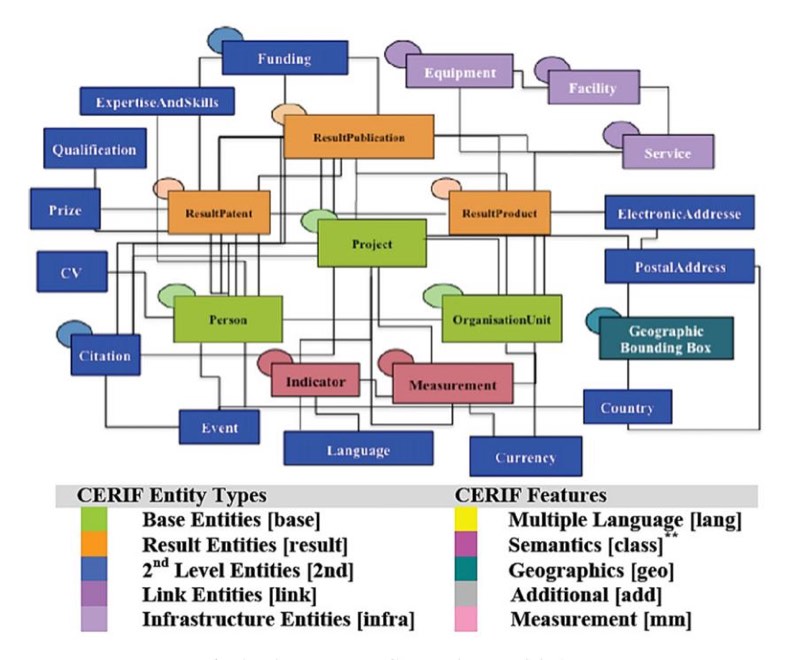 Funding
Equipment
Facility
ExpertiseAndSkills
ResultPublication
Qualification
Service
Prize
ResultPatent
ResultProduct
ElectronicAddresse
Project
CV
PostalAddress
Person
OrganisationUnit
Geographic
Bounding Box
Citation
Indicator
Measurement
Country
Event
Language
Currency
CERIF Entity Types
Base Entities [base]
Result Entities [result]
2nd Level Entities [2nd]
Link Entities [link]
Infrastructure Entities [infra]
CERIF Features
Multiple Language [lang]
Semantics [class]**
Geographics [geo]
Additional [add]
Measurement [mm]